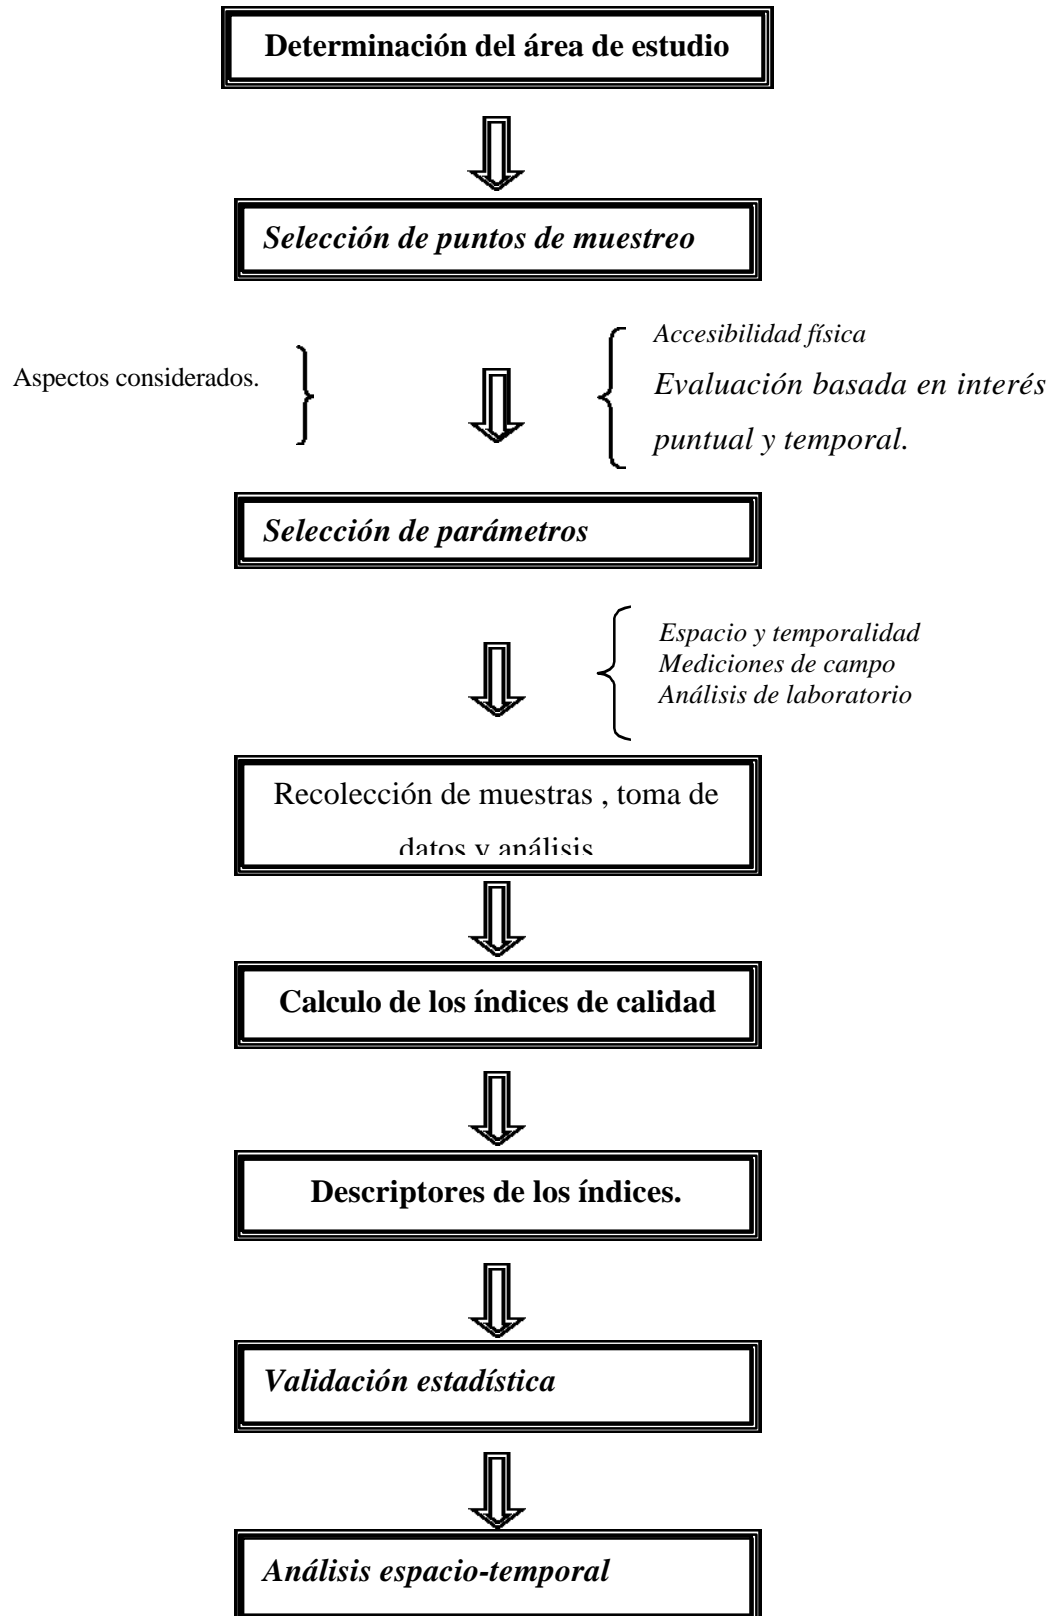 Determinación del área de estudio
Selección de puntos de muestreo
Aspectos considerados.
Accesibilidad física
Evaluación basada en interés
puntual y temporal.
Selección de parámetros
Espacio y temporalidad
Mediciones de campo
Análisis de laboratorio
Recolección de muestras , toma de
datos y análisis
Calculo de los índices de calidad
Descriptores de los índices.
Validación estadística
Análisis espacio-temporal